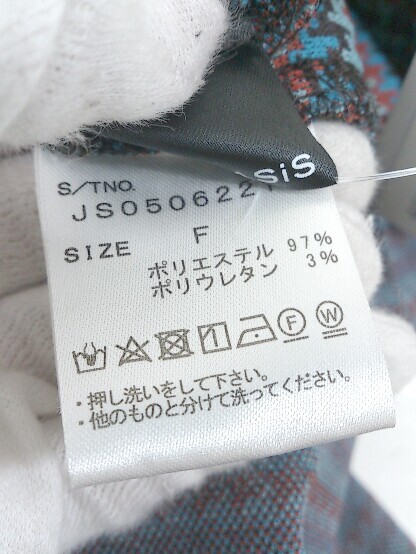 SiS
S/TNO.
JS0506221
SIZE F
ポリエステル 97%
ポリウレタン 3%
F W
・押し洗いをして下さい。
・他のものと分けて洗ってください。